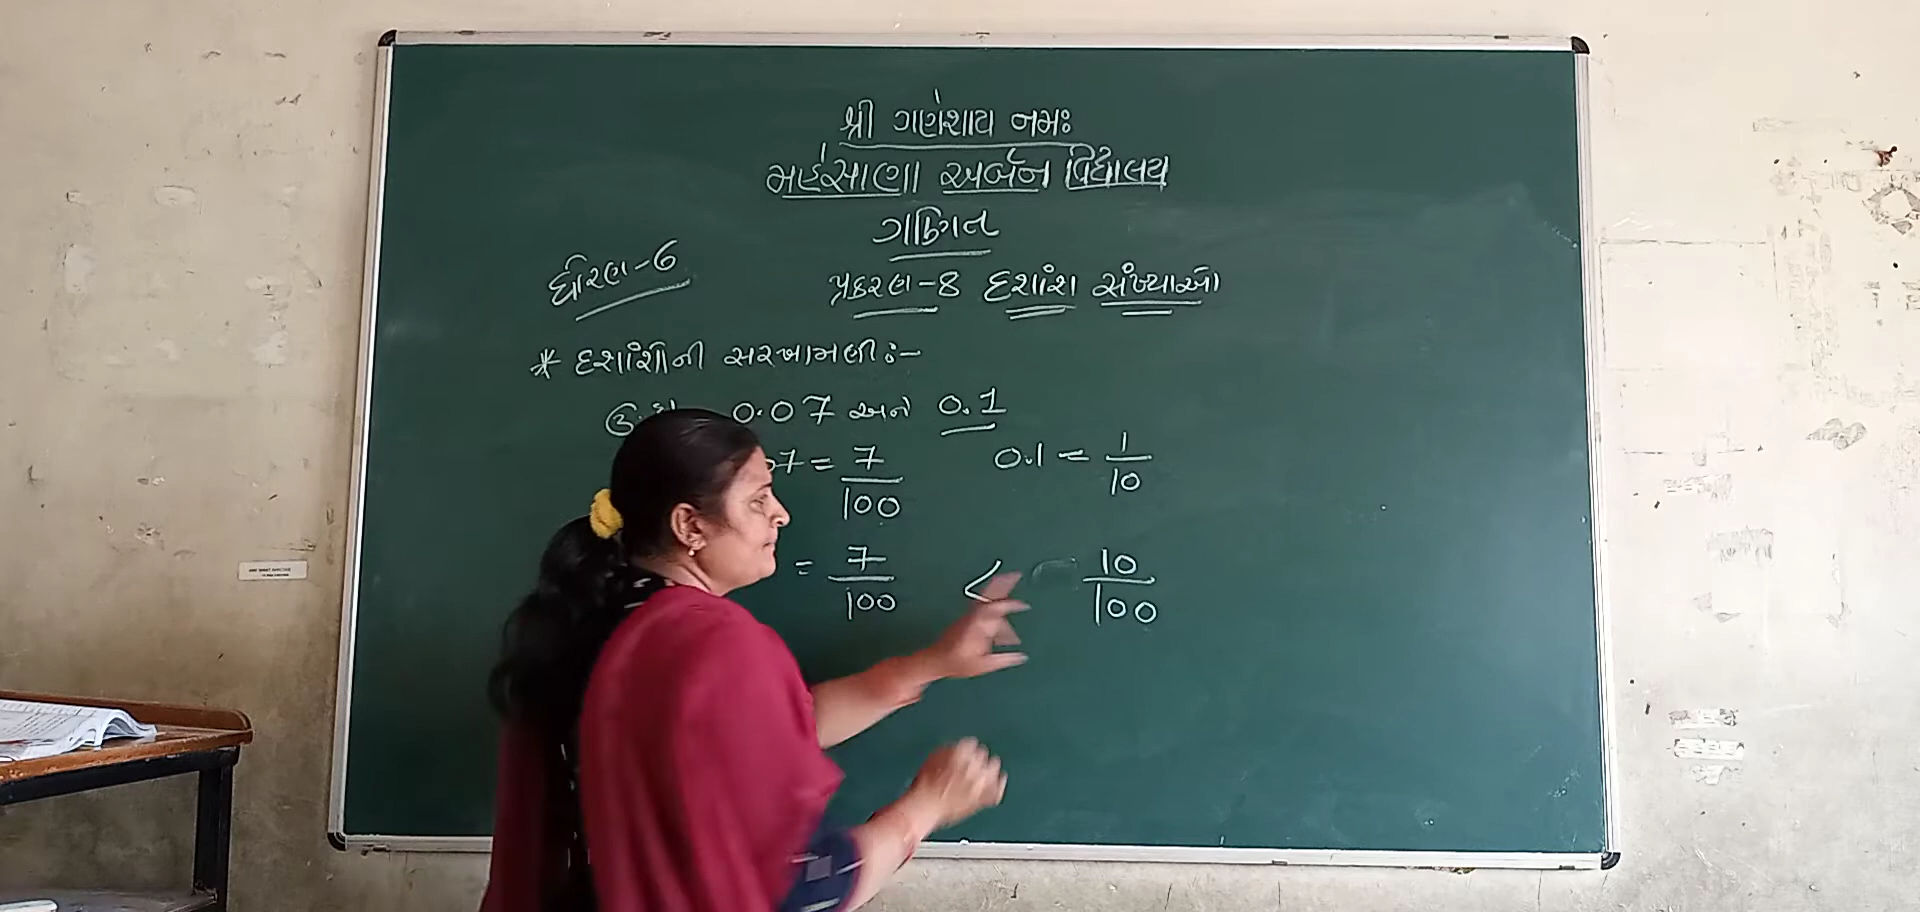 શ્રી ગણેશાય નમઃ
મહેસાણા અર્બન વિદ્યાલય
ગણિત
ધોરણ-6
પ્રકરણ-8 દશાંશ સંખ્યાઓ
* દશાંશોની સરખામણી :-
0.07 અને 0.1
07 = 7/100 0.1 = 1/10
= 7/100 < 10/100